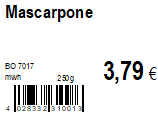 Mascarpone
BO 7017
mwh 250g
3,79 €
4 028332 310013